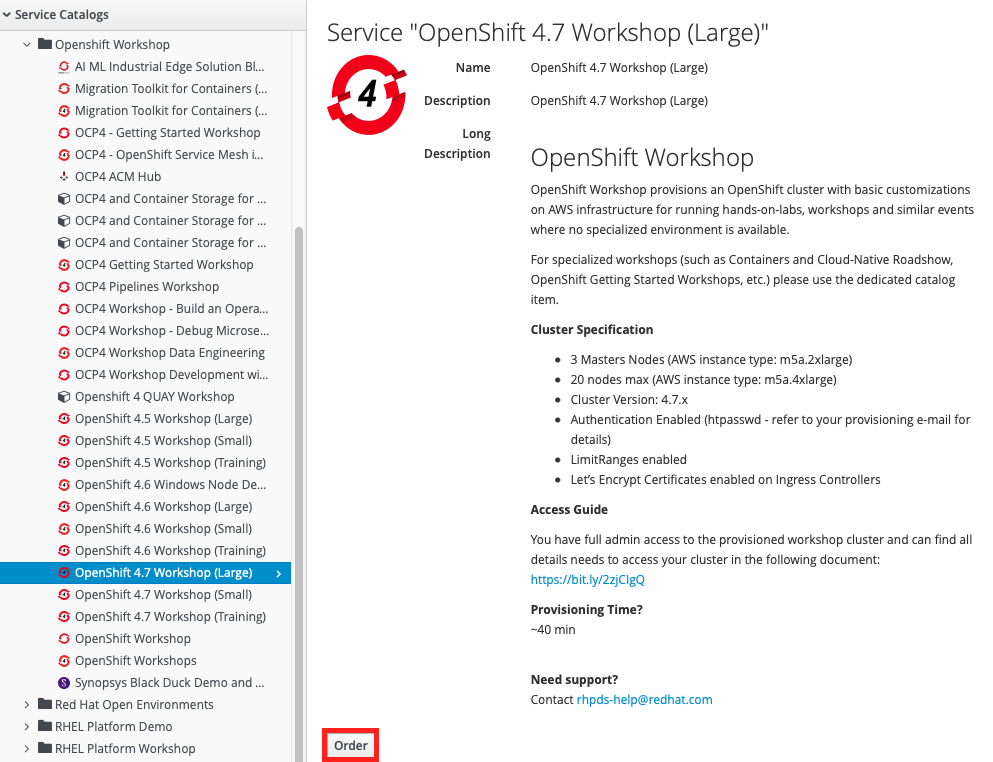 Service Catalogs
Openshift Workshop
AI ML Industrial Edge Solution Bl...
Migration Toolkit for Containers (...
Migration Toolkit for Containers (...
OCP4 - Getting Started Workshop
OCP4 - OpenShift Service Mesh i...
OCP4 ACM Hub
OCP4 and Container Storage for ...
OCP4 and Container Storage for ...
OCP4 and Container Storage for ...
OCP4 Getting Started Workshop
OCP4 Pipelines Workshop
OCP4 Workshop - Build an Opera...
OCP4 Workshop - Debug Microse...
OCP4 Workshop Data Engineering
OCP4 Workshop Development wi...
Openshift 4 QUAY Workshop
OpenShift 4.5 Workshop (Large)
OpenShift 4.5 Workshop (Small)
OpenShift 4.5 Workshop (Training)
OpenShift 4.6 Windows Node De...
OpenShift 4.6 Workshop (Large)
OpenShift 4.6 Workshop (Small)
OpenShift 4.6 Workshop (Training)
OpenShift 4.7 Workshop (Large)
OpenShift 4.7 Workshop (Small)
OpenShift 4.7 Workshop (Training)
OpenShift Workshop
OpenShift Workshops
Synopsys Black Duck Demo and ...
Red Hat Open Environments
RHEL Platform Demo
RHEL Platform Workshop
Service "OpenShift 4.7 Workshop (Large)"
4
Name OpenShift 4.7 Workshop (Large)
Description OpenShift 4.7 Workshop (Large)
Long
Description
OpenShift Workshop
OpenShift Workshop provisions an OpenShift cluster with basic customizations
on AWS infrastructure for running hands-on-labs, workshops and similar events
where no specialized environment is available.
For specialized workshops (such as Containers and Cloud-Native Roadshow,
OpenShift Getting Started Workshops, etc.) please use the dedicated catalog
item.
Cluster Specification
3 Masters Nodes (AWS instance type: m5a.2xlarge)
20 nodes max (AWS instance type: m5a.4xlarge)
Cluster Version: 4.7.x
Authentication Enabled (htpasswd - refer to your provisioning e-mail for
details)
LimitRanges enabled
Let's Encrypt Certificates enabled on Ingress Controllers
Access Guide
You have full admin access to the provisioned workshop cluster and can find all
details needs to access your cluster in the following document:
https://bit.ly/2zjCIgQ
Provisioning Time?
~40 min
Need support?
Contact rhpds-help@redhat.com
Order